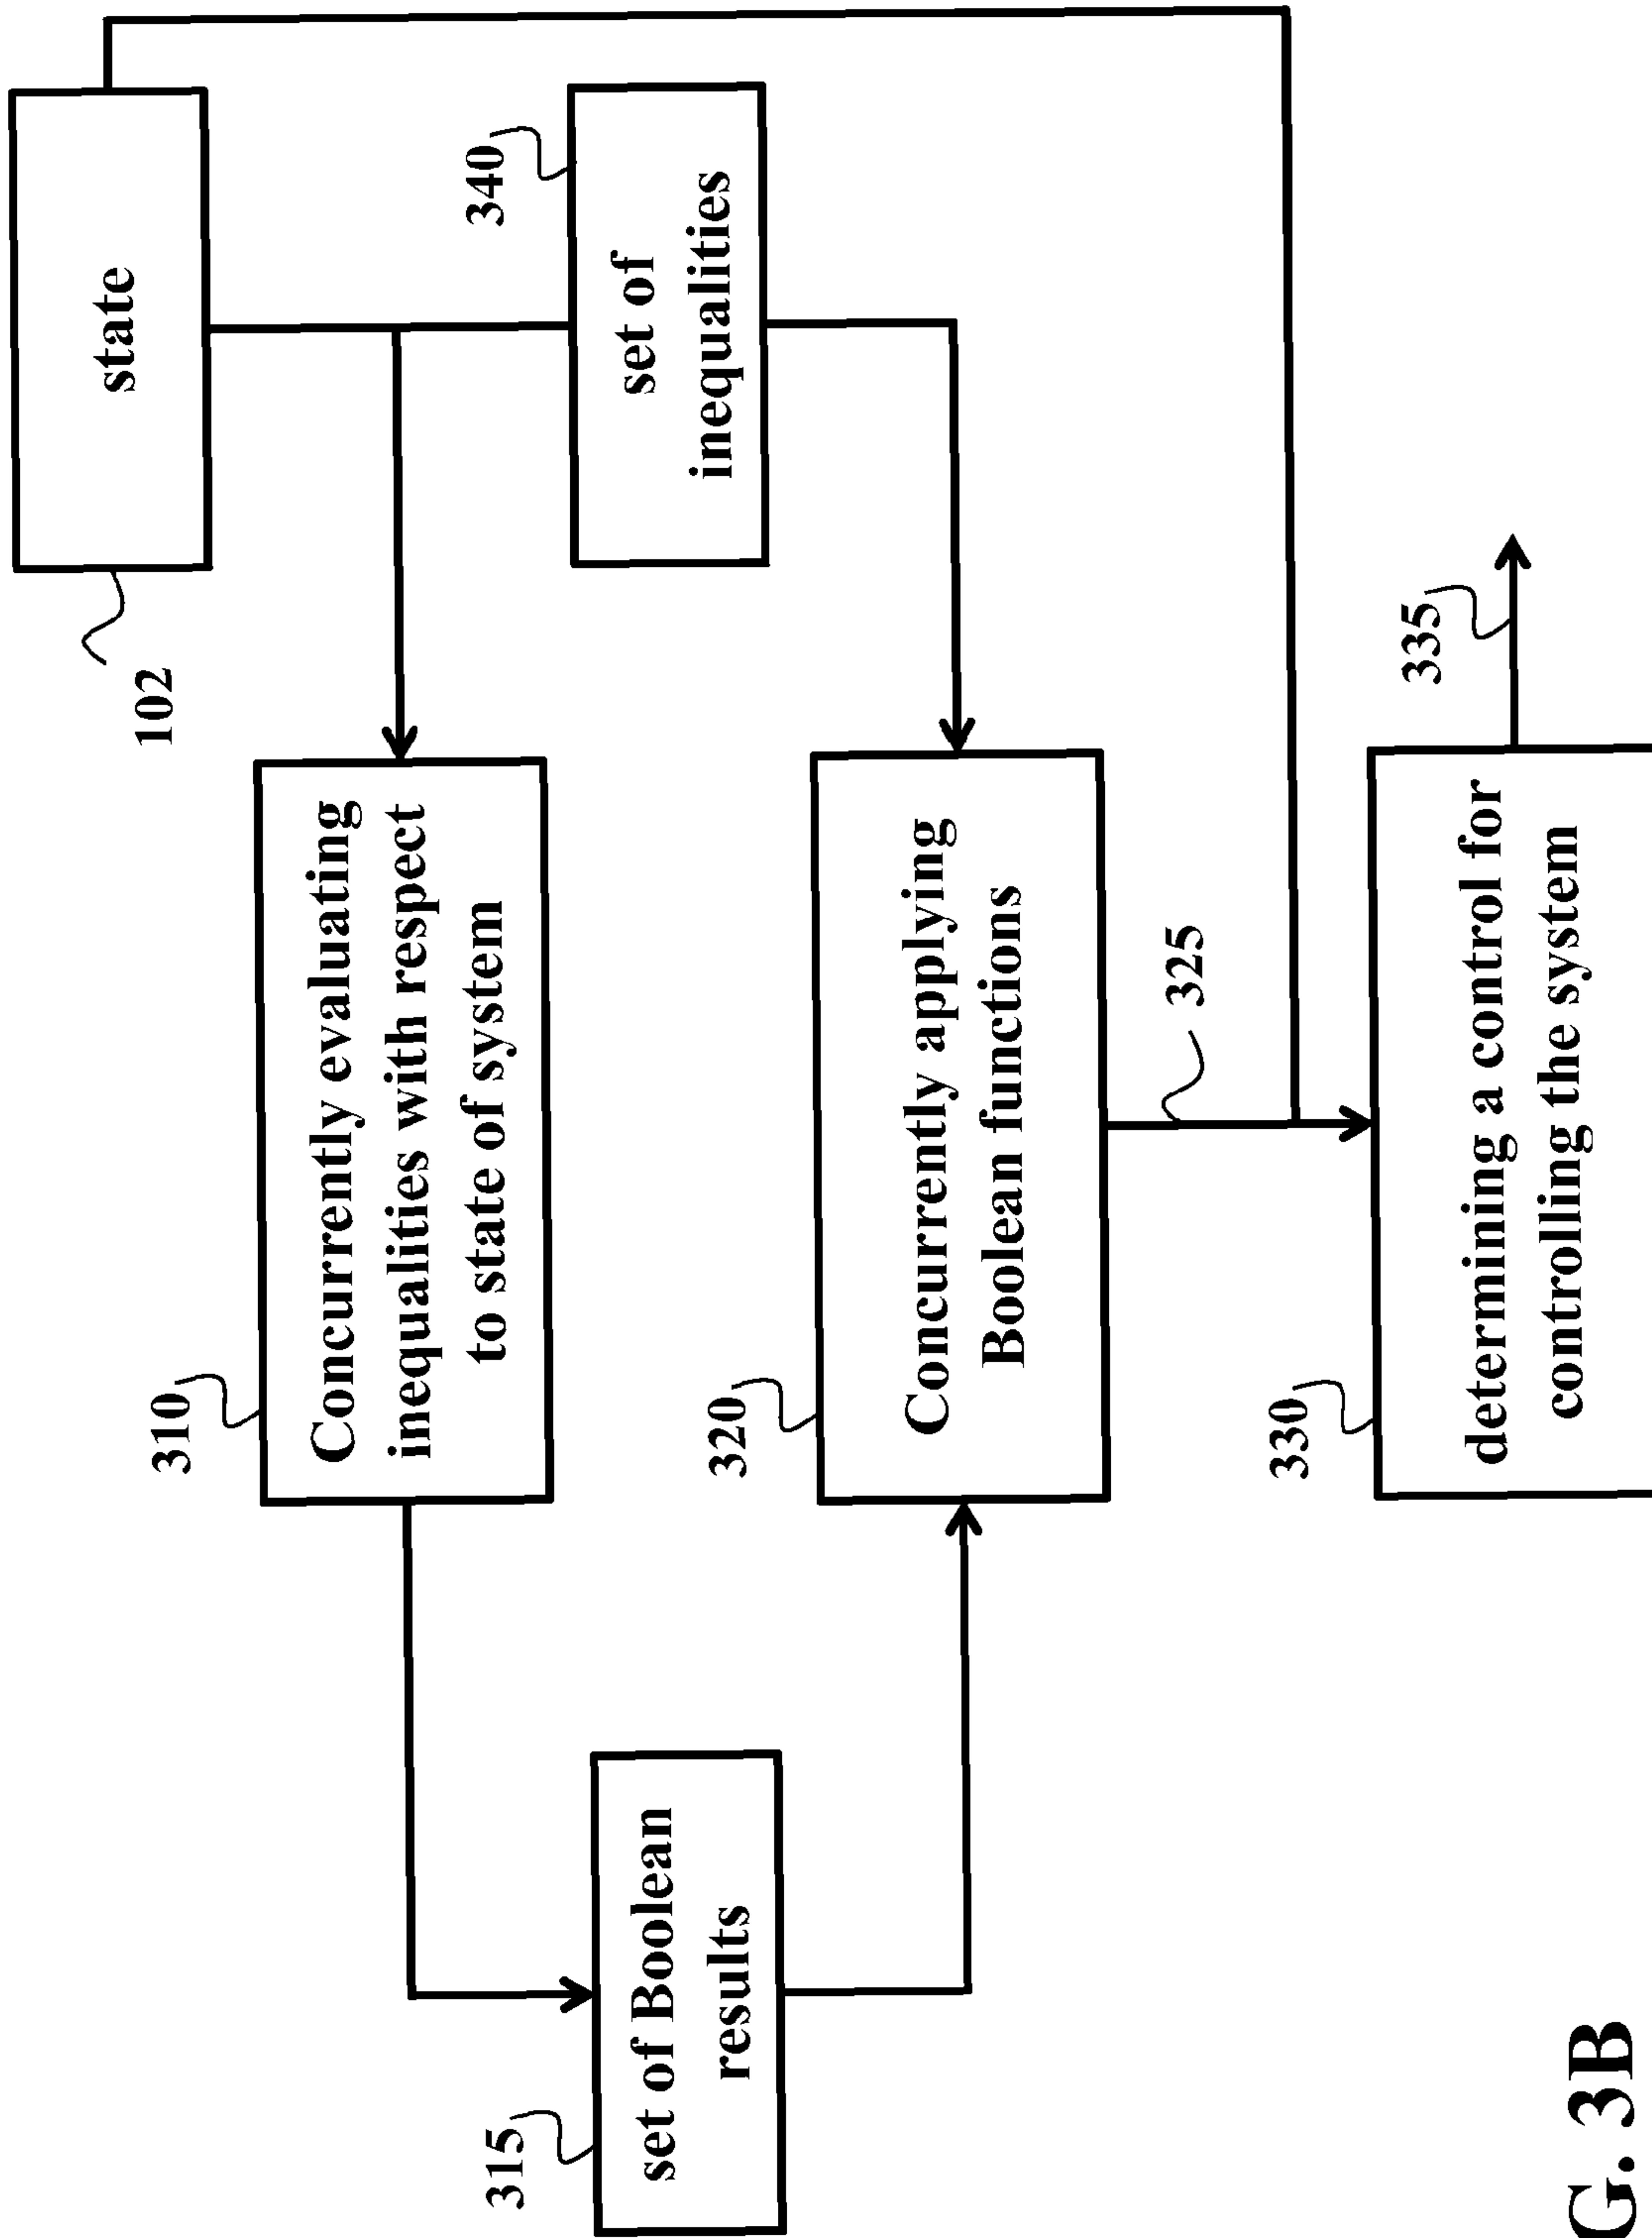 102
state
310
Concurrently evaluating
inequalities with respect
to state of system
340
set of
inequalities
315
set of Boolean
results
320
Concurrently applying
Boolean functions
325
330
determining a control for
controlling the system
335
G. 3B